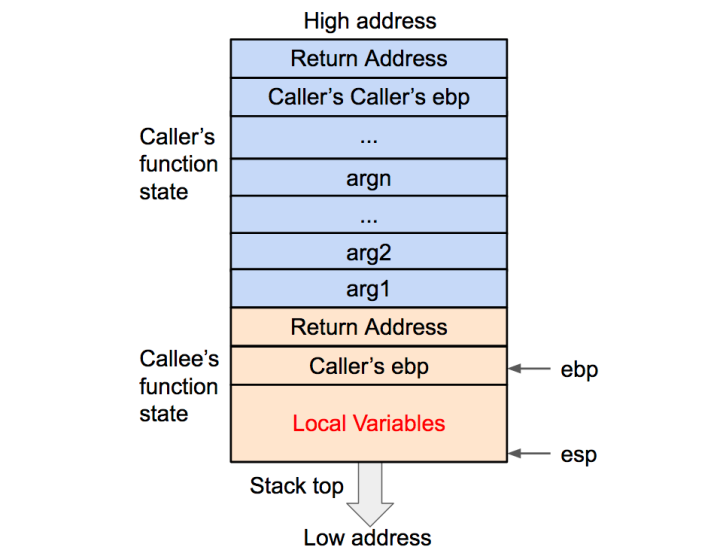 High address
Return Address
Caller's Caller's ebp
...
Caller's
function
state
argn
...
arg2
arg1
Return Address
Callee's
function
state
Caller's ebp
ebp
Local Variables
esp
Stack top
Low address